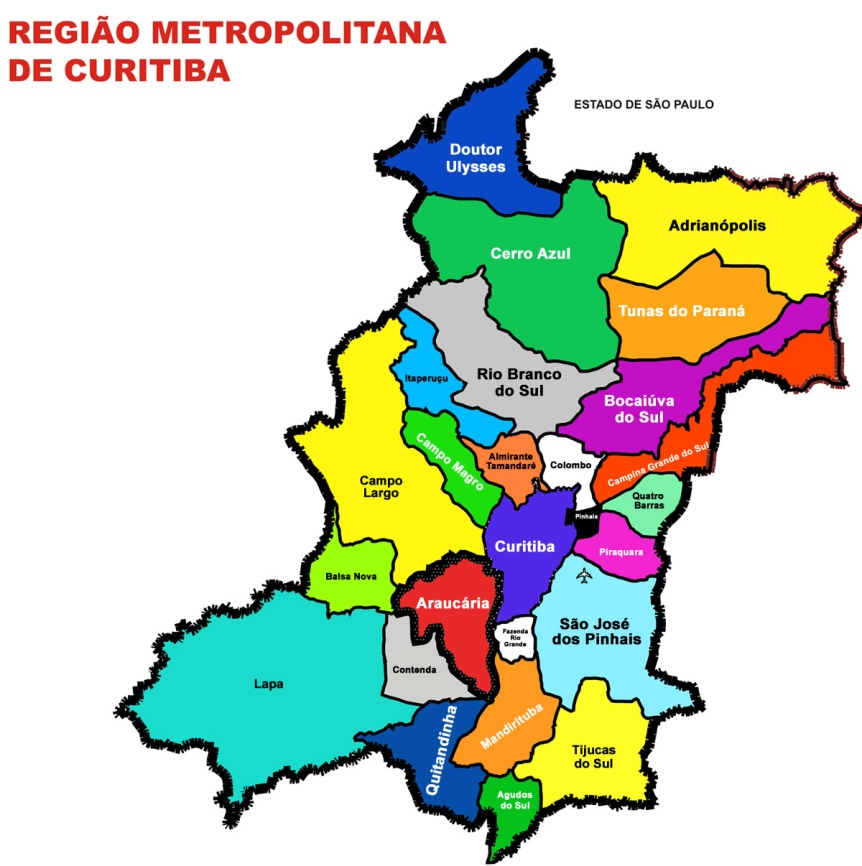 REGIÃO METROPOLITANA
DE CURITIBA
ESTADO DE SÃO PAULO
Doutor
Ulysses
Adrianópolis
Cerro Azul
Tunas do Paraná
Itaperuçu
Rio Branco
do Sul
Bocaiúva
do Sul
Campo Magro
Almirante
Tamandaré
Colombo
Campina Grande do Sul
Campo
Largo
Quatro
Barras
Pinhais
Curitiba
Piraquara
Balsa Nova
Araucária
São José
dos Pinhais
Fazenda
Rio
Grande
Contenda
Lapa
Quitandinha
Mandirituba
Tijucas
do Sul
Agudos
do Sul